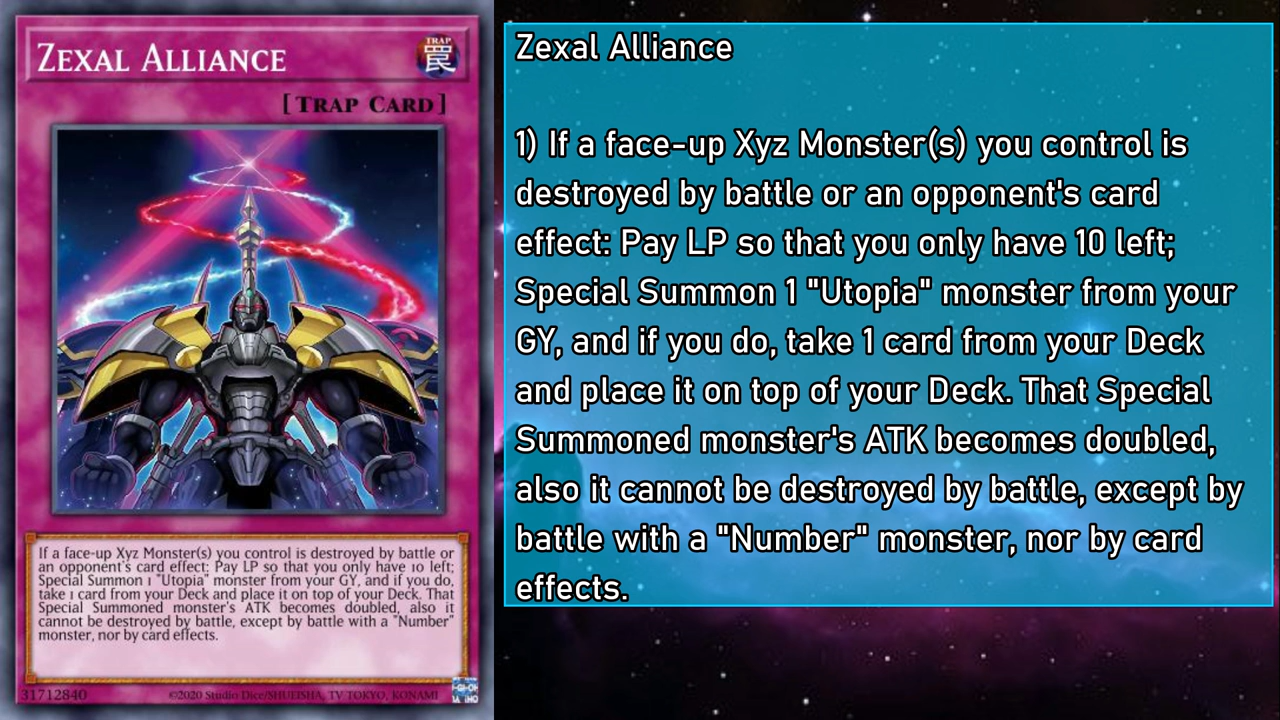 ZEXAL ALLIANCE
TRAP
罠
[TRAP CARD]
If a face-up Xyz Monster(s) you control is destroyed by battle or
an opponent's card effect: Pay LP so that you only have 10 left;
Special Summon 1 "Utopia" monster from your GY, and if you do,
take 1 card from your Deck and place it on top of your Deck. That
Special Summoned monster's ATK becomes doubled, also it
cannot be destroyed by battle, except by battle with a "Number"
monster, nor by card effects.
31712840
©2020 Studio Dice/SHUEISHA, TV TOKYO, KONAMI
Zexal Alliance
1) If a face-up Xyz Monster(s) you control is
destroyed by battle or an opponent's card
effect: Pay LP so that you only have 10 left;
Special Summon 1 "Utopia" monster from your
GY, and if you do, take 1 card from your Deck
and place it on top of your Deck. That Special
Summoned monster's ATK becomes doubled,
also it cannot be destroyed by battle, except by
battle with a "Number" monster, nor by card
effects.